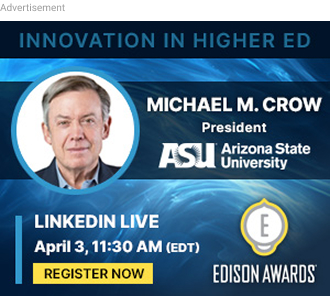 Advertisement
INNOVATION IN HIGHER ED
MICHAEL M. CROW
President
ASU Arizona State
University
LINKEDIN LIVE
April 3, 11:30 AM (EDT)
REGISTER NOW
E
EDISON AWARDS™